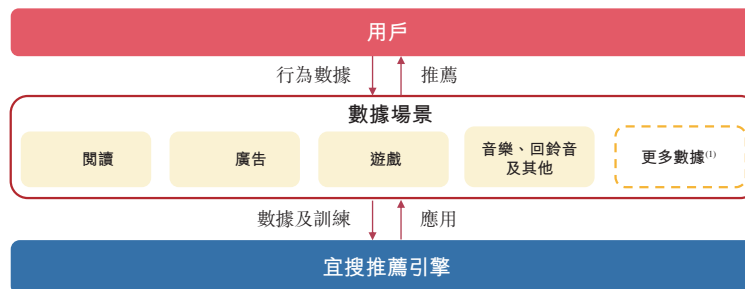 用戶
行為數據
推薦
數據場景
閱讀
廣告
遊戲
音樂、回鈴音
及其他
更多數據(1)
數據及訓練
應用
宜搜推薦引擎